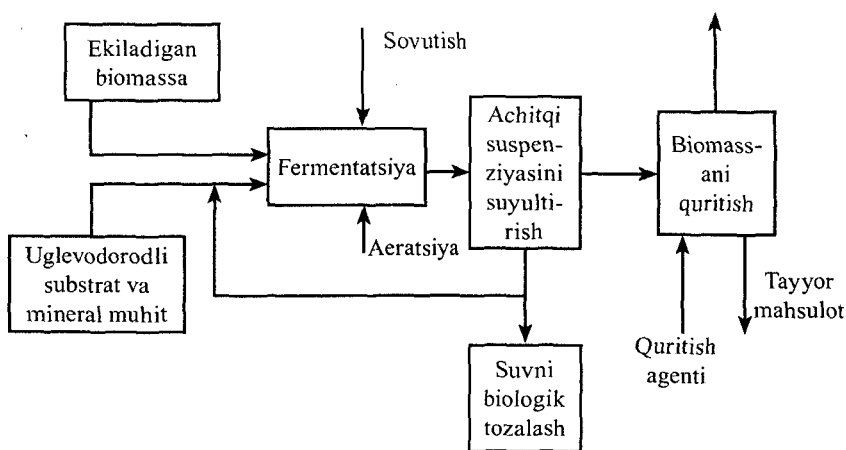 Ekiladigan
biomassa
Sovutish
Fermentatsiya
Achitqi
suspen-
ziyasini
suyulti-
rish
Biomass-
ani
quritish
Aeratsiya
Uglevodorodli
substrat va
mineral muhit
Tayyor
mahsulot
Quritish
agenti
Suvni
biologik
tozalash